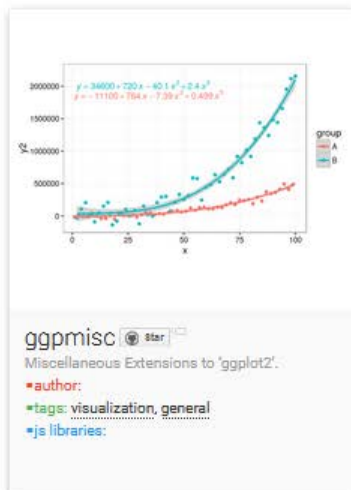 y = 34600 + 720 x − 40.1 x² + 2.4 x³
y = −11100 + 764 x − 7.39 x² + 0.499 x³
2000000
1500000
1000000
500000
0
y2
0 25 50 75 100
x
group
A
B
ggpmisc Star
Miscellaneous Extensions to 'ggplot2'.
author:
tags: visualization, general
js libraries: